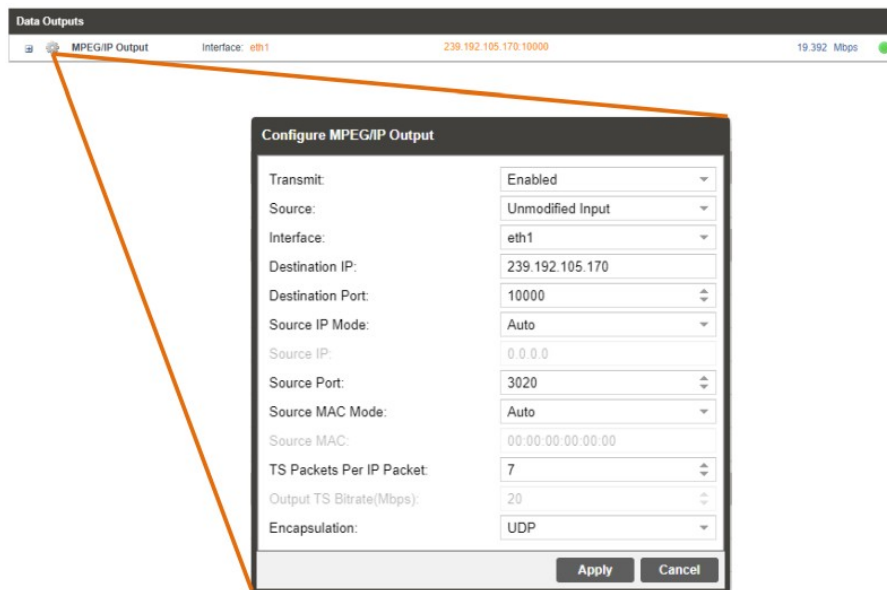 Data Outputs
MPEG/IP Output Interface: eth1 239.192.105.170:10000 19.392 Mbps
Configure MPEG/IP Output
Transmit: Enabled
Source: Unmodified Input
Interface: eth1
Destination IP: 239.192.105.170
Destination Port: 10000
Source IP Mode: Auto
Source IP: 0.0.0.0
Source Port: 3020
Source MAC Mode: Auto
Source MAC: 00:00:00:00:00:00
TS Packets Per IP Packet: 7
Output TS Bitrate(Mbps): 20
Encapsulation: UDP
Apply Cancel